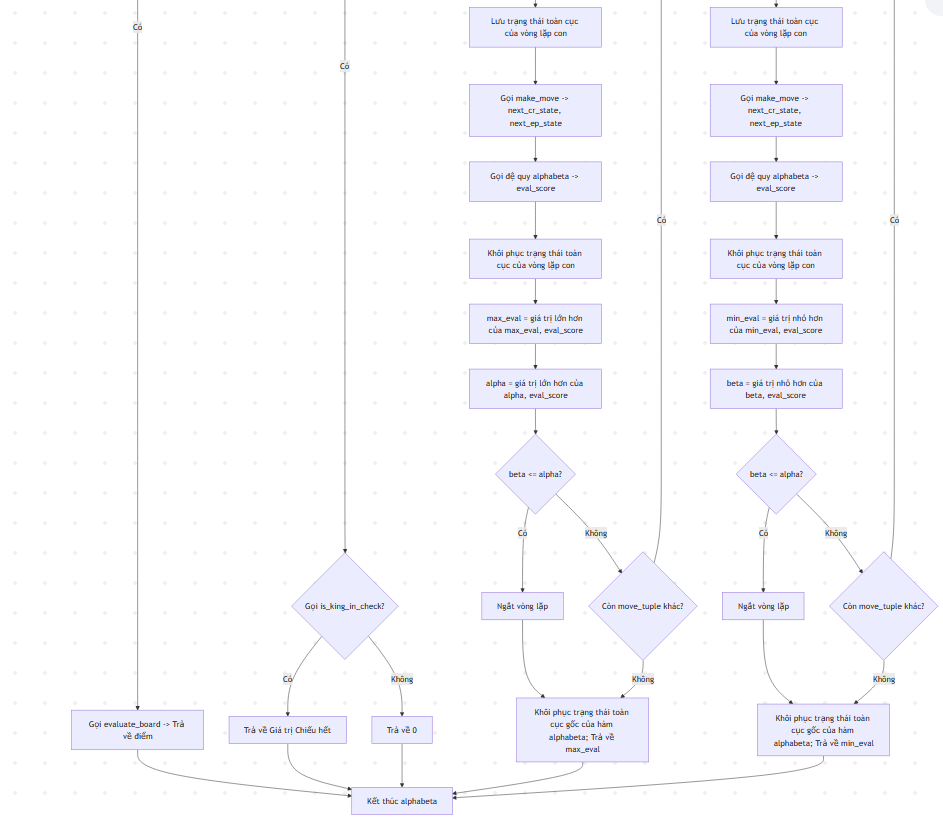 Có
Có
Lưu trạng thái toàn cục
của vòng lặp con
Gọi make_move ->
next_cr_state,
next_ep_state
Gọi đệ quy alphabeta ->
eval_score
Khôi phục trạng thái toàn
cục của vòng lặp con
max_eval = giá trị lớn hơn
của max_eval, eval_score
alpha = giá trị lớn hơn của
alpha, eval_score
beta <= alpha?
Có
Không
Ngắt vòng lặp
Còn move_tuple khác?
Có
Không
Khôi phục trạng thái toàn
cục gốc của hàm
alphabeta; Trả về
max_eval
Lưu trạng thái toàn cục
của vòng lặp con
Gọi make_move ->
next_cr_state,
next_ep_state
Gọi đệ quy alphabeta ->
eval_score
Khôi phục trạng thái toàn
cục của vòng lặp con
min_eval = giá trị nhỏ hơn
của min_eval, eval_score
beta = giá trị nhỏ hơn của
beta, eval_score
beta <= alpha?
Có
Không
Ngắt vòng lặp
Còn move_tuple khác?
Có
Không
Khôi phục trạng thái toàn
cục gốc của hàm
alphabeta; Trả về min_eval
Gọi is_king_in_check?
Có
Không
Gọi evaluate_board -> Trả
về điểm
Trả về Giá trị Chiếu hết
Trả về 0
Kết thúc alphabeta